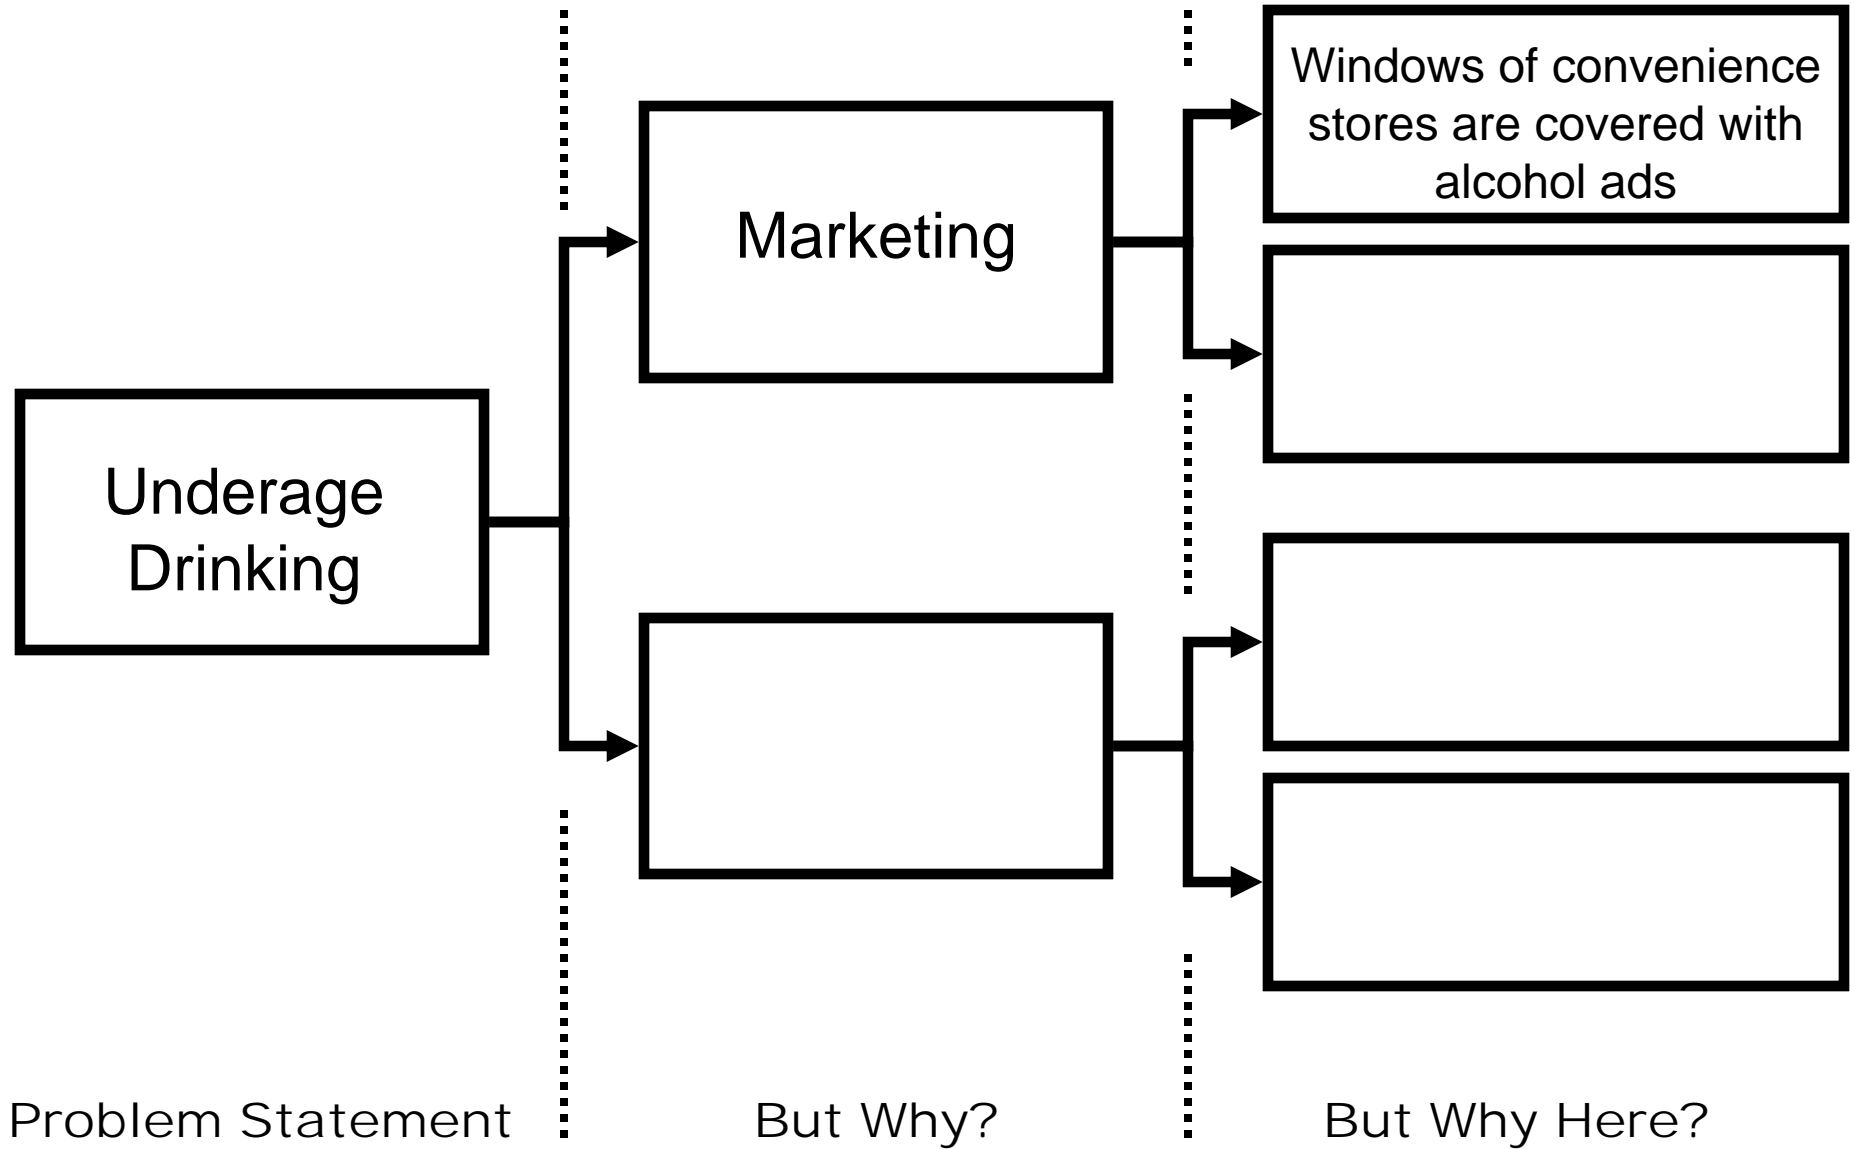 Windows of convenience
stores are covered with
alcohol ads
Marketing
Underage
Drinking
Problem Statement
But Why?
But Why Here?